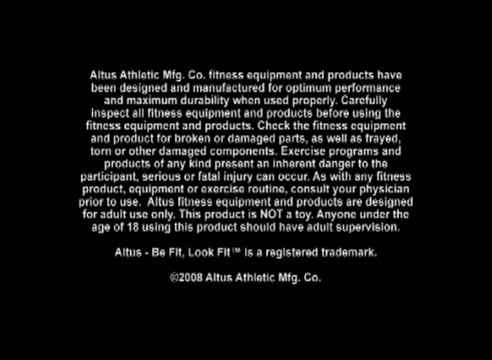 Altus Athletic Mfg. Co. fitness equipment and products have
been designed and manufactured for optimum performance
and maximum durability when used properly. Carefully
inspect all fitness equipment and products before using the
fitness equipment and products. Check the fitness equipment
and product for broken or damaged parts, as well as frayed,
torn or other damaged components. Exercise programs and
products of any kind present an inherent danger to the
participant, serious or fatal injury can occur. As with any fitness
product, equipment or exercise routine, consult your physician
prior to use. Altus fitness equipment and products are designed
for adult use only. This product is NOT a toy. Anyone under the
age of 18 using this product should have adult supervision.
Altus - Be Fit, Look Fit™ is a registered trademark.
©2008 Altus Athletic Mfg. Co.